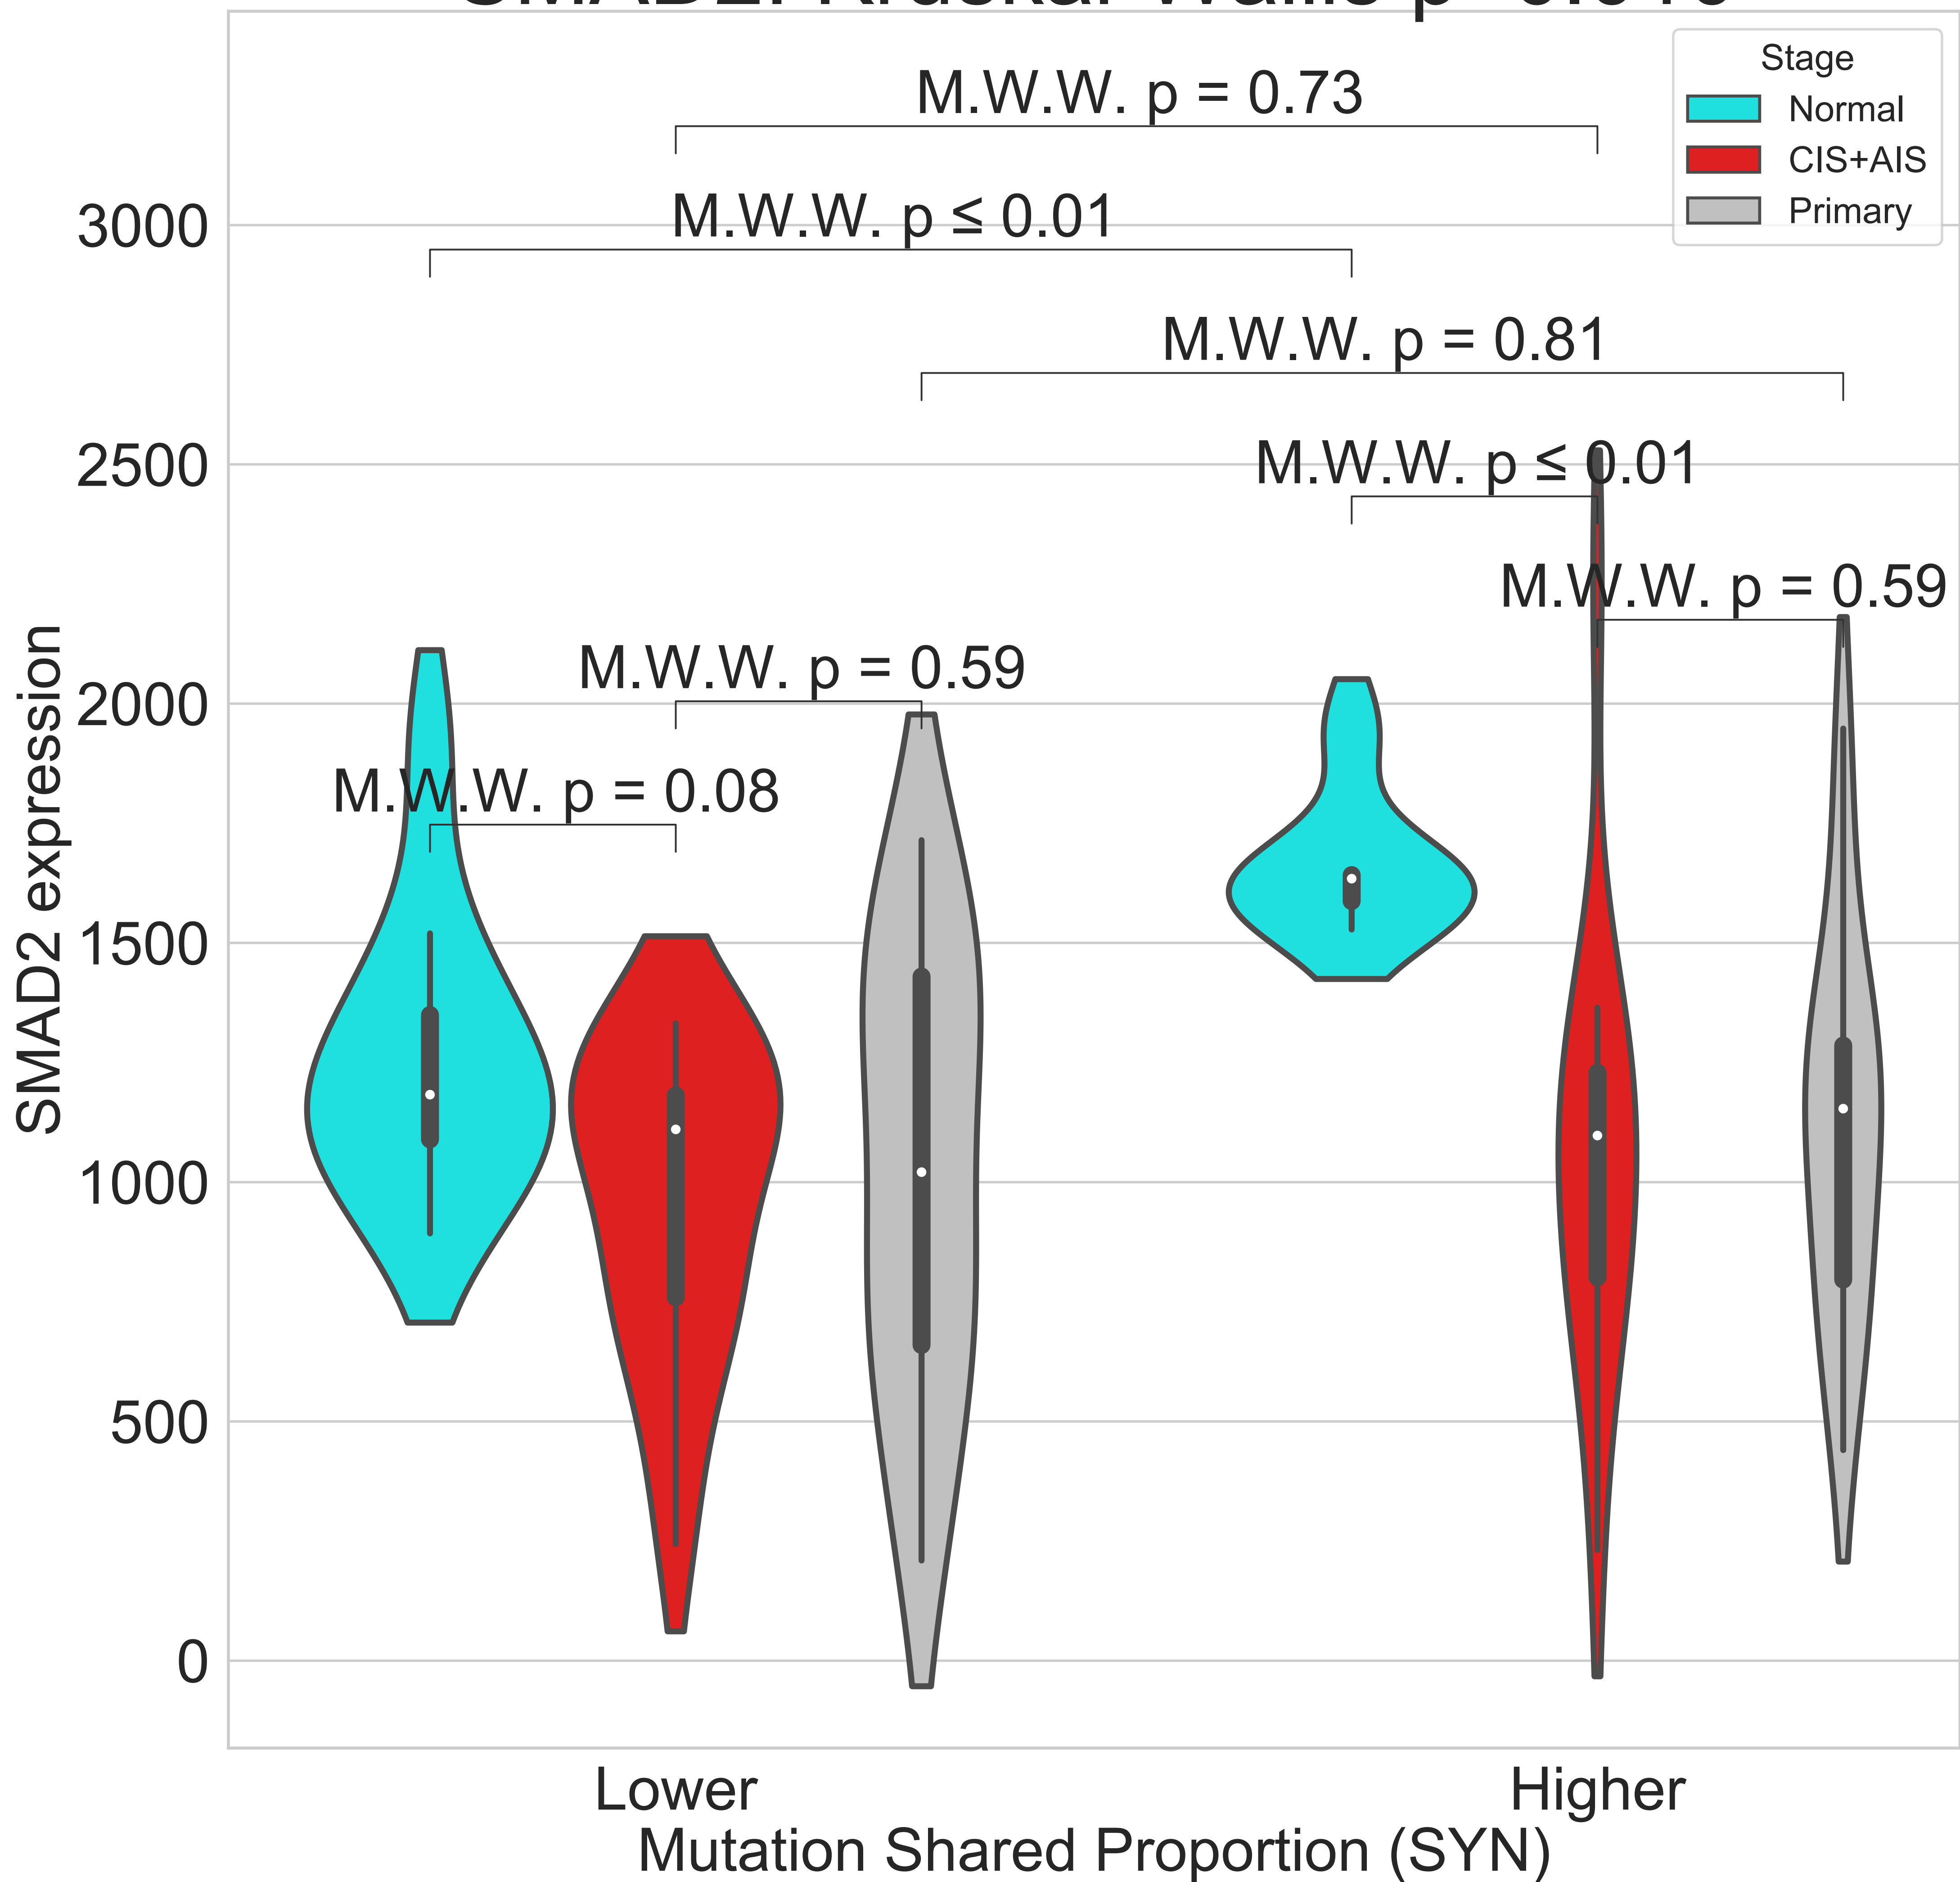 Stage
Normal
CIS+AIS
Primary
M.W.W. p = 0.73
M.W.W. p ≤ 0.01
M.W.W. p = 0.81
M.W.W. p ≤ 0.01
M.W.W. p = 0.59
M.W.W. p = 0.59
M.W.W. p = 0.08
3000
2500
2000
1500
1000
500
0
SMAD2 expression
Lower
Higher
Mutation Shared Proportion (SYN)